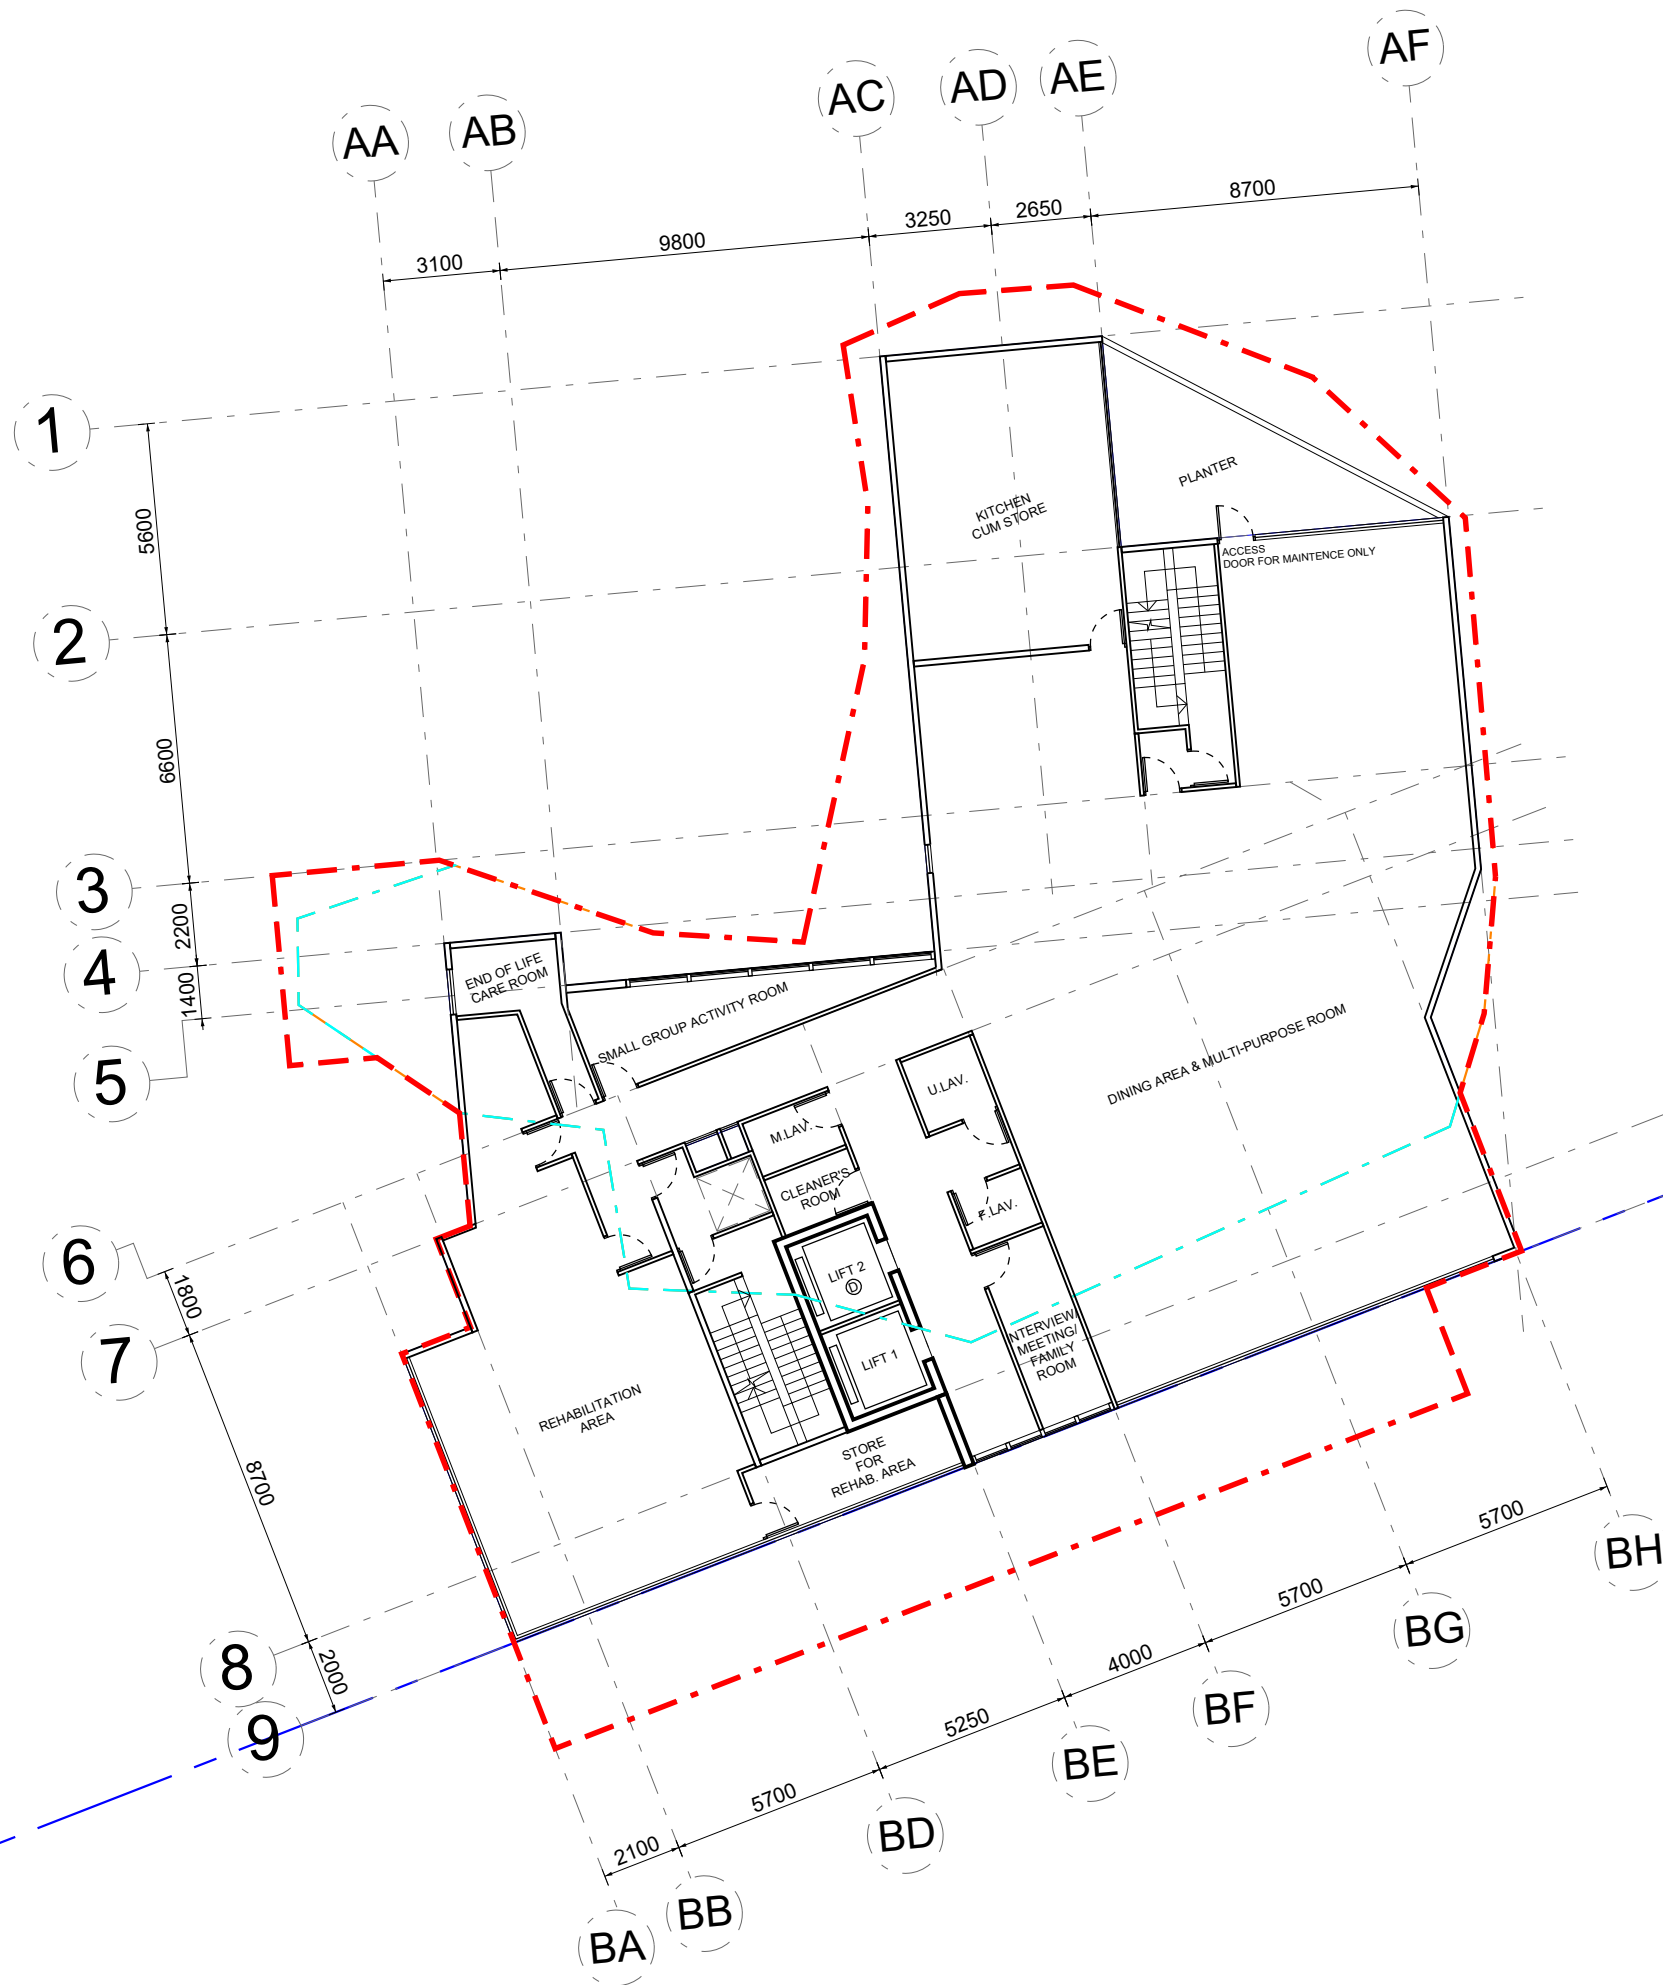 AA
AB
AC
AD
AE
AF
3100
9800
3250
2650
8700
1
2
3
4
5
5600
6600
2200
1400
KITCHEN
CUM STORE
PLANTER
ACCESS
DOOR FOR MAINTENCE ONLY
END OF LIFE
CARE ROOM
SMALL GROUP ACTIVITY ROOM
DINING AREA & MULTI-PURPOSE ROOM
U.LAV.
M.LAV.
CLEANER'S
ROOM
F.LAV.
LIFT 2
D
LIFT 1
NTERVIEW/
MEETING/
FAMILY
ROOM
REHABILITATION
AREA
STORE
FOR
REHAB. AREA
6
7
8
9
1800
8700
2000
2100
5700
5250
4000
5700
5700
BA
BB
BD
BE
BF
BG
BH